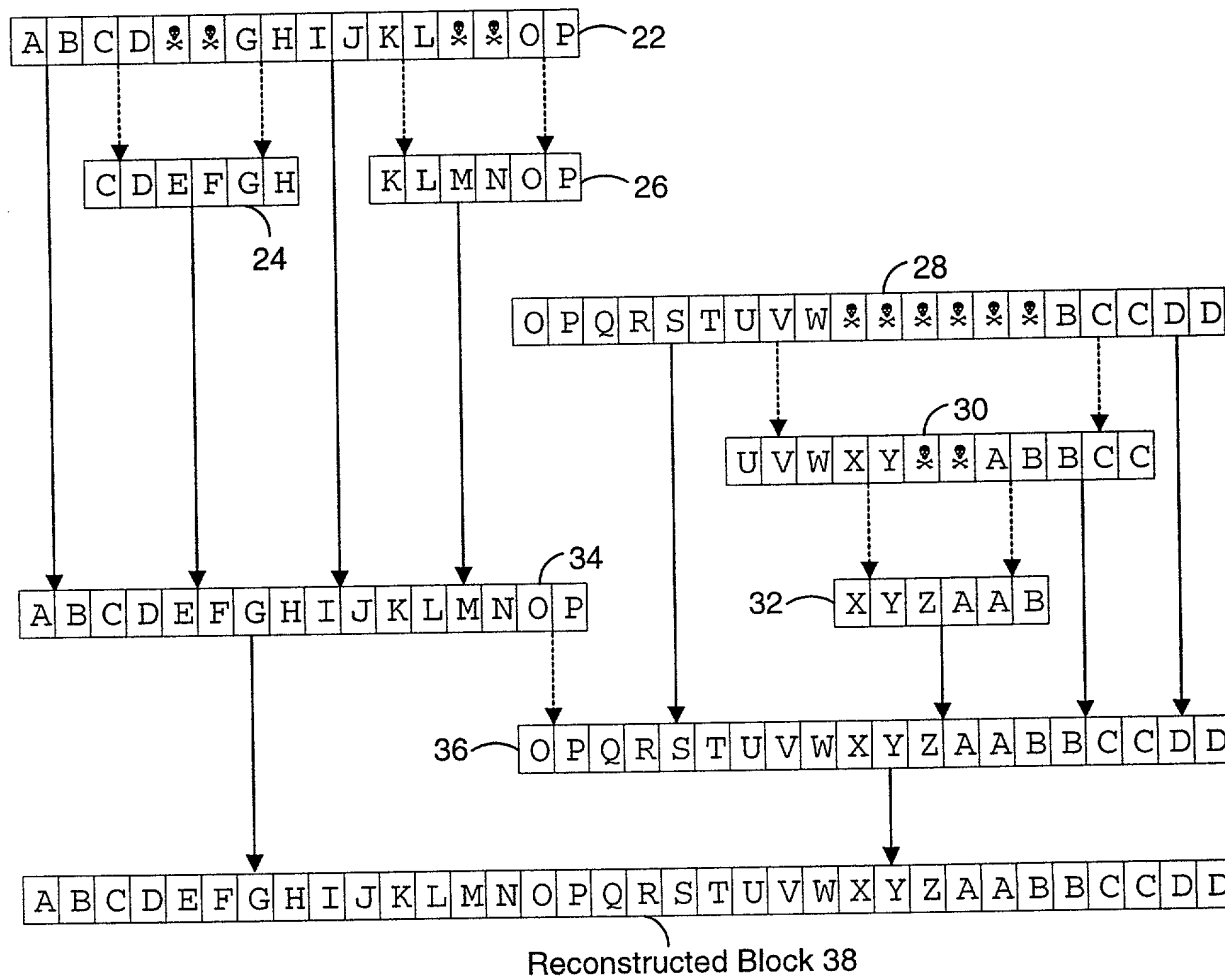 A B C D ☠ ☠ G H I J K L ☠ ☠ O P 22
C D E F G H
K L M N O P 26
24
28
O P Q R S T U V W ☠ ☠ ☠ ☠ ☠ ☠ B C C D D
30
U V W X Y ☠ ☠ A B B C C
34
32 X Y Z A A B
A B C D E F G H I J K L M N O P
36 O P Q R S T U V W X Y Z A A B B C C D D
A B C D E F G H I J K L M N O P Q R S T U V W X Y Z A A B B C C D D
Reconstructed Block 38